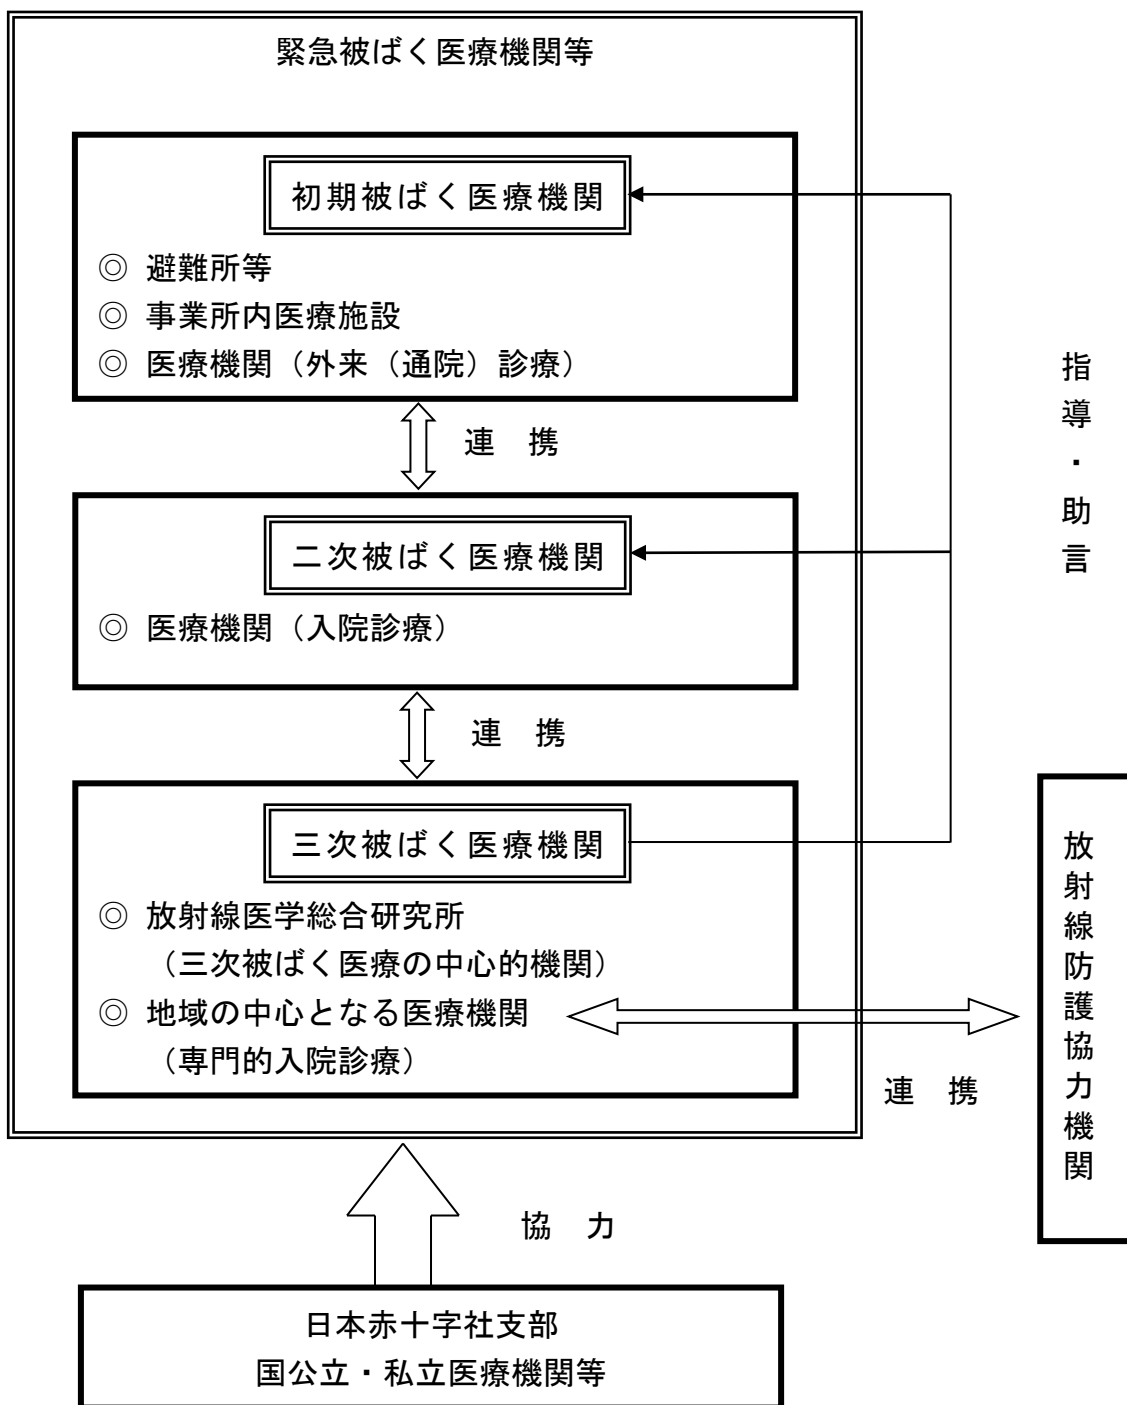 緊急被ばく医療機関等
初期被ばく医療機関
◎ 避難所等
◎ 事業所内医療施設
◎ 医療機関（外来（通院）診療）
連 携
二次被ばく医療機関
◎ 医療機関（入院診療）
連 携
三次被ばく医療機関
◎ 放射線医学総合研究所
（三次被ばく医療の中心的機関）
◎ 地域の中心となる医療機関
（専門的入院診療）
指導・助言
放射線防護協力機関
連 携
協 力
日本赤十字社支部
国公立・私立医療機関等